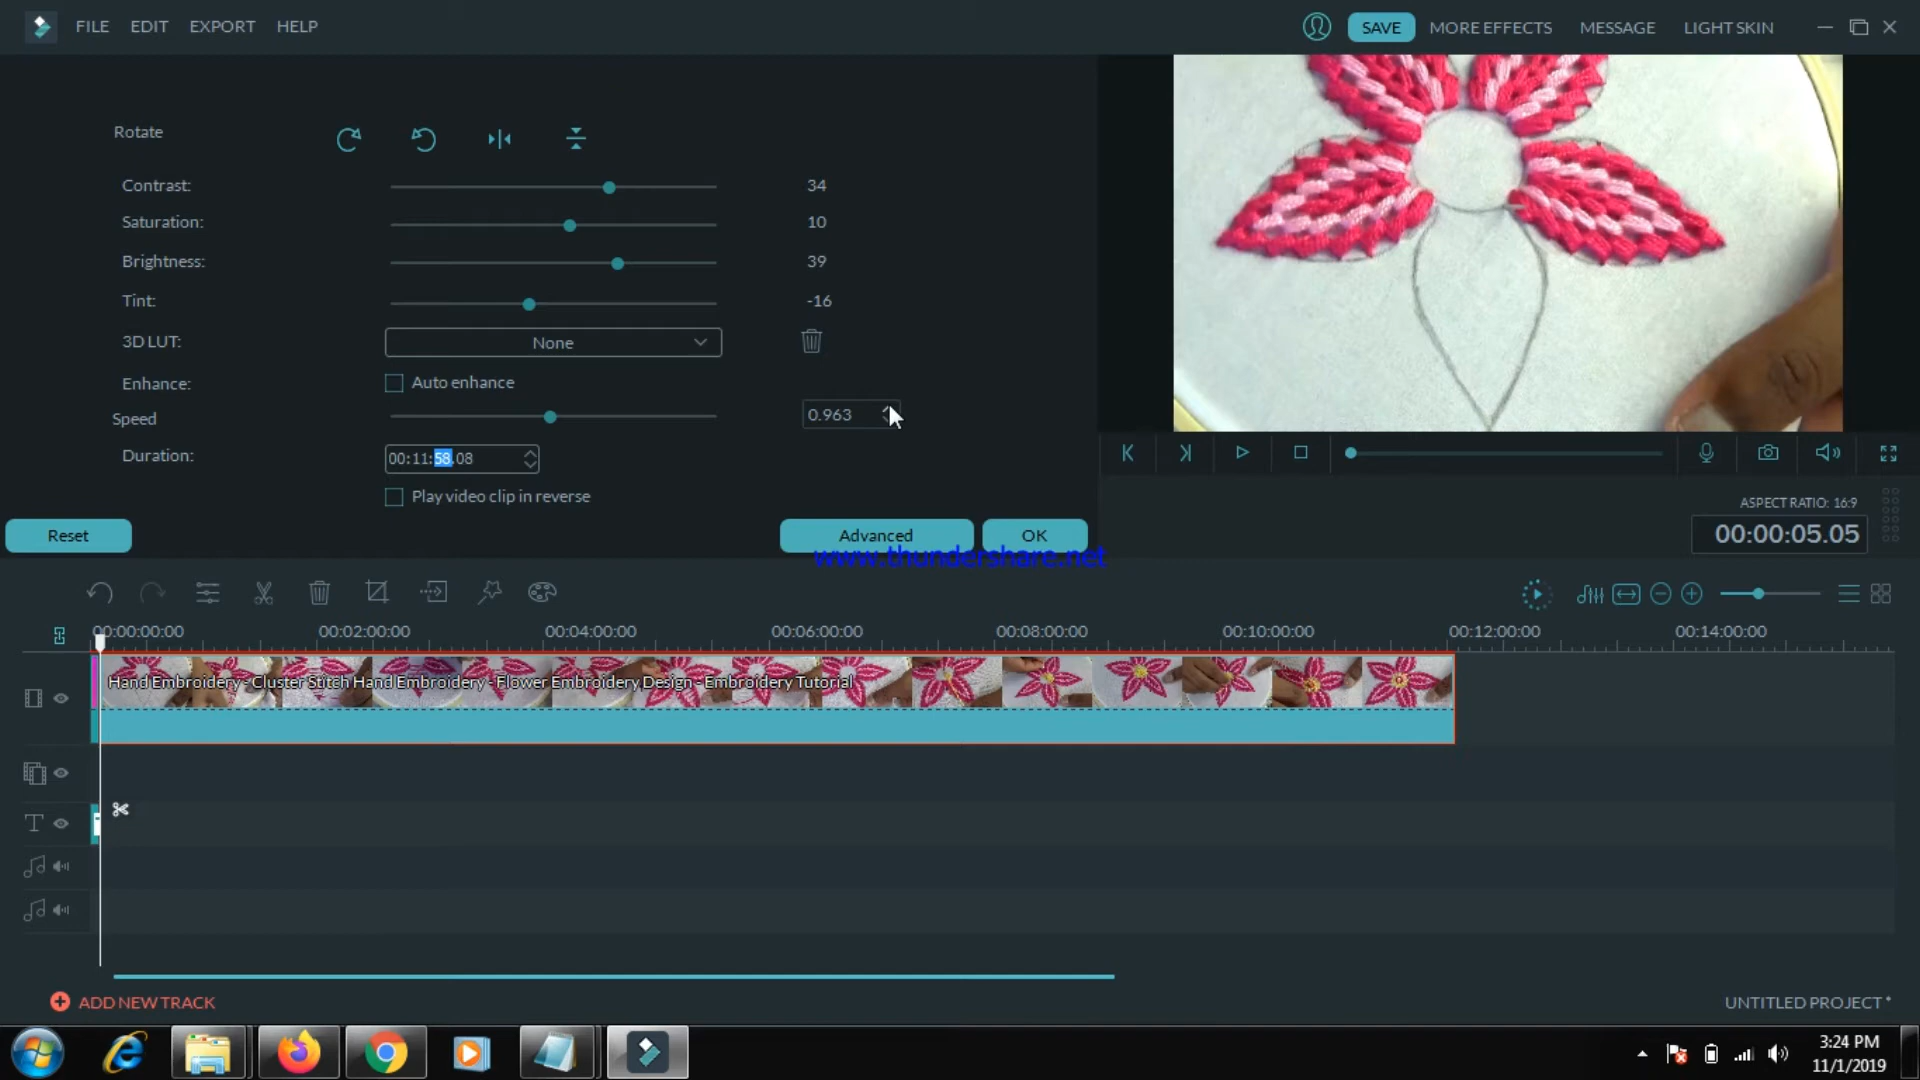 FILE EDIT EXPORT HELP
SAVE MORE EFFECTS MESSAGE LIGHT SKIN
Rotate
Contrast: 34
Saturation: 10
Brightness: 39
Tint: -16
3D LUT: None
Enhance: Auto enhance
Speed 0.963
Duration: 00:11:58.08
Play video clip in reverse
ASPECT RATIO: 16:9
00:00:05.05
Reset Advanced OK
www.thundershare.net
00:00:00:00 00:02:00:00 00:04:00:00 00:06:00:00 00:08:00:00 00:10:00:00 00:12:00:00 00:14:00:00
Hand Embroidery - Cluster Stitch Hand Embroidery - Flower Embroidery Design - Embroidery Tutorial
T
ADD NEW TRACK
UNTITLED PROJECT *
3:24 PM
11/1/2019